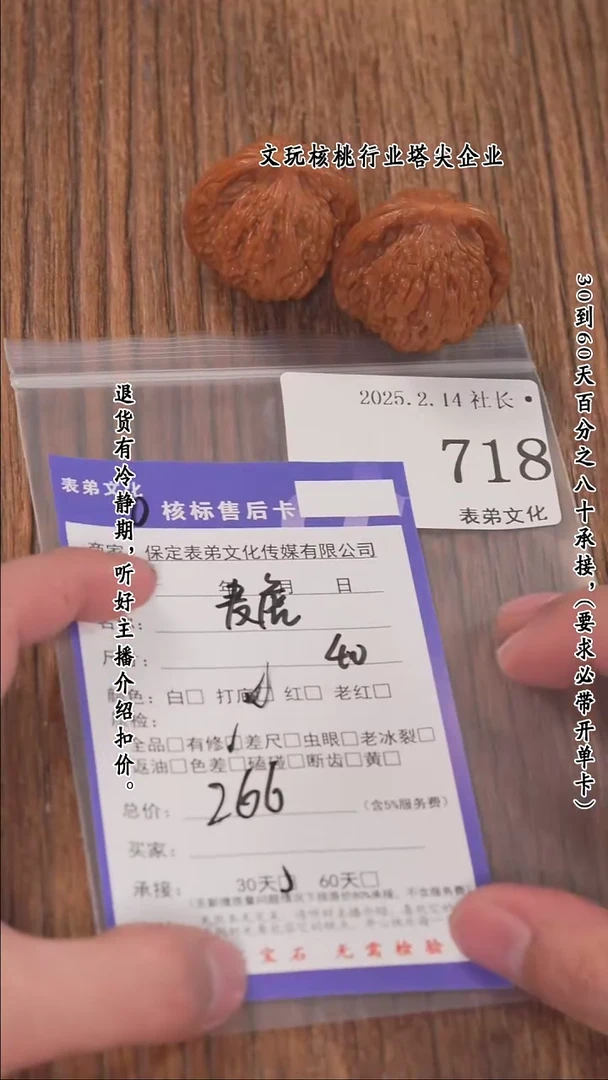 文玩核桃行业塔尖企业
30到60天百分之八十承接，（要求必带开单卡）
退货有冷静期，听好主播介绍扣价。
2025.2.14 社长
718
表弟文化
表弟文化
核标售后卡
保定表弟文化传媒有限公司
年 月 日
40
颜色：白□ 打底□ 红□ 老红□
全品□有修□差尺□虫眼□老冰裂□
返油□色差□磕碰□断齿□黄□
总价：266（含5%服务费）
买家：
承接：30天□ 60天□
宝石 无需检验